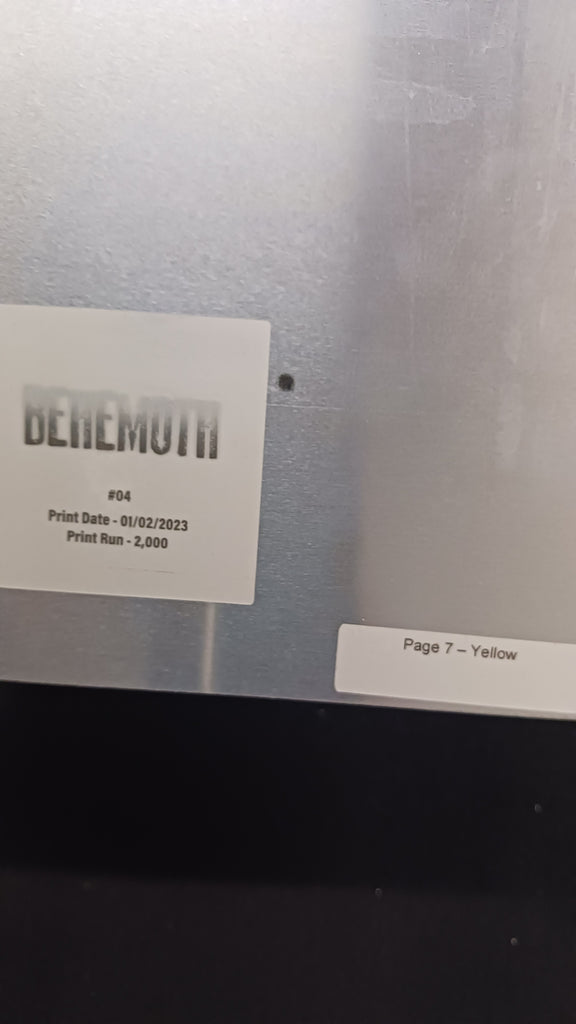 BEHEMOTH
#04
Print Date - 01/02/2023
Print Run - 2,000
Page 7 – Yellow